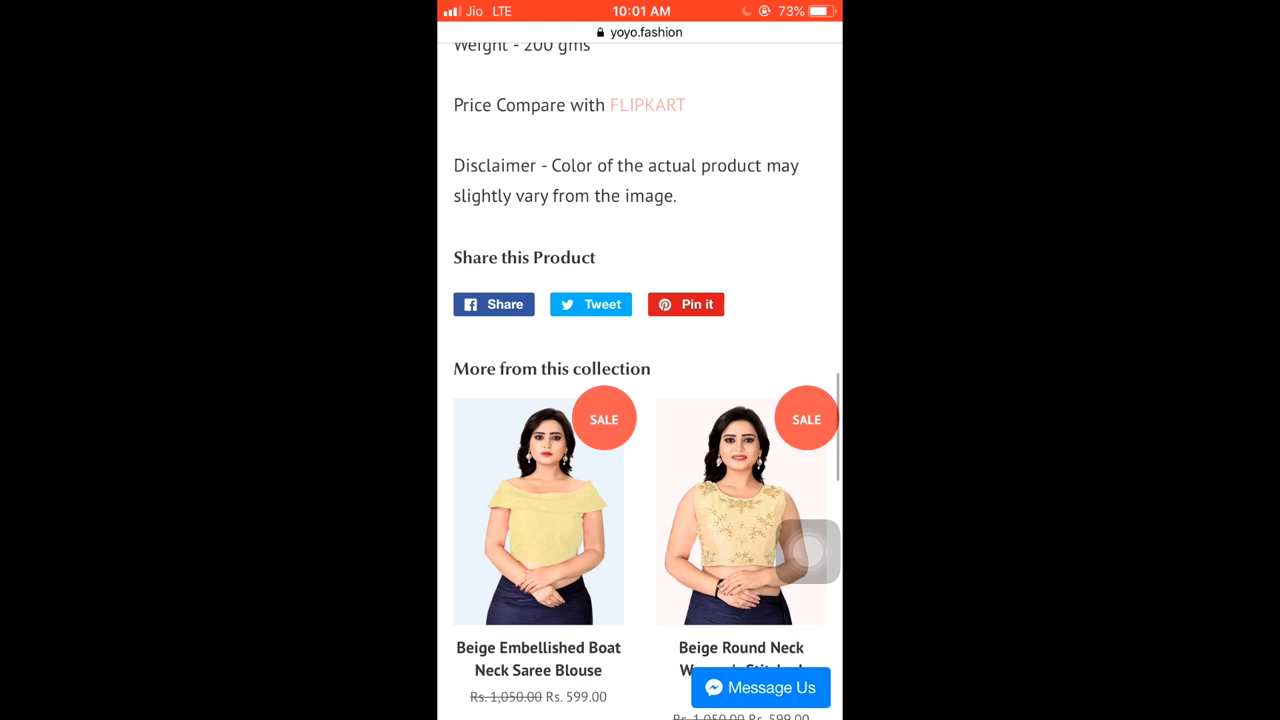 Jio LTE 10:01 AM 73%
yoyo.fashion
Weight - 200 gms
Price Compare with FLIPKART
Disclaimer - Color of the actual product may
slightly vary from the image.
Share this Product
Share Tweet Pin it
More from this collection
SALE SALE
Beige Embellished Boat
Neck Saree Blouse
Rs. 1,050.00 Rs. 599.00
Beige Round Neck
Message Us
Rs. 1,050.00 Rs. 599.00